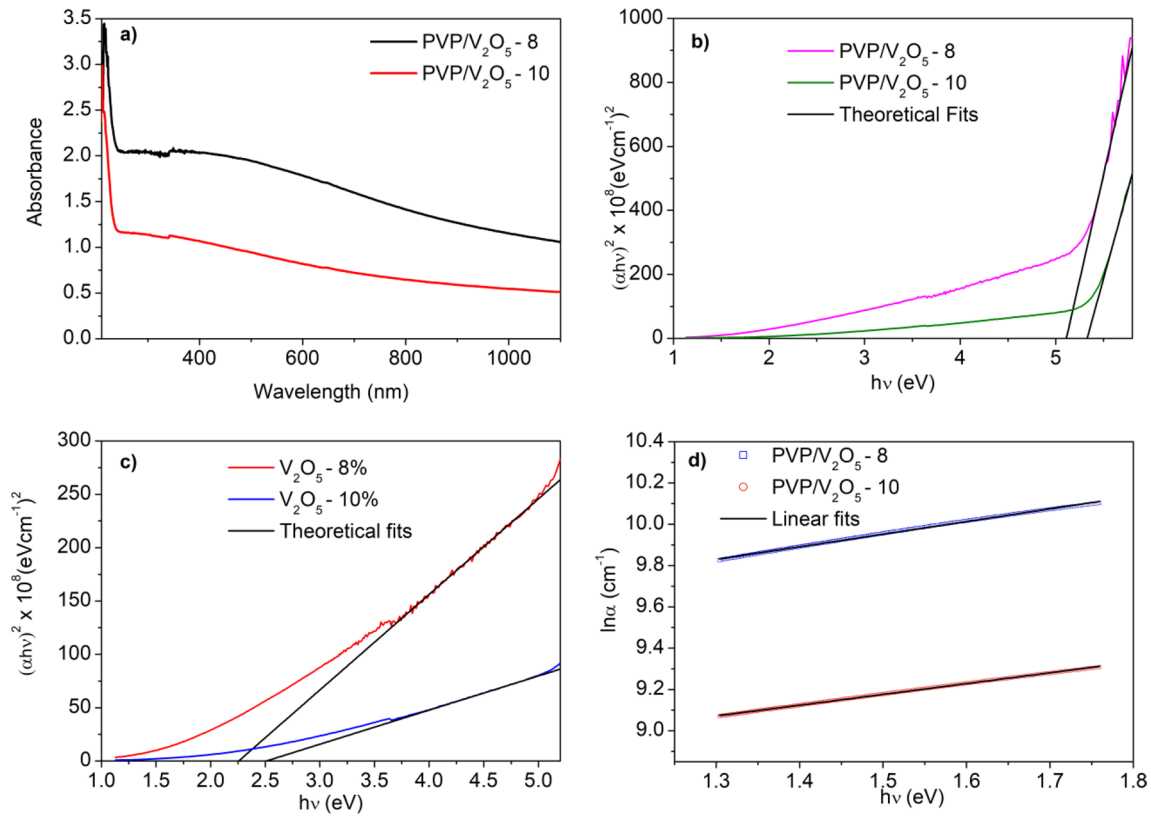 a)
PVP/V₂O₅ - 8
PVP/V₂O₅ - 10
3.5
3.0
2.5
2.0
1.5
1.0
0.5
0.0
Absorbance
400 600 800 1000
Wavelength (nm)
b)
PVP/V₂O₅ - 8
PVP/V₂O₅ - 10
Theoretical Fits
1000
800
600
400
200
0
(αhν)² x 10⁸(eVcm⁻¹)²
1 2 3 4 5
hν (eV)
c)
V₂O₅ - 8%
V₂O₅ - 10%
Theoretical fits
300
250
200
150
100
50
0
(αhν)² x 10⁸(eVcm⁻¹)²
1.0 1.5 2.0 2.5 3.0 3.5 4.0 4.5 5.0
hν (eV)
d)
PVP/V₂O₅ - 8
PVP/V₂O₅ - 10
Linear fits
10.4
10.2
10.0
9.8
9.6
9.4
9.2
9.0
lnα (cm⁻¹)
1.3 1.4 1.5 1.6 1.7 1.8
hν (eV)